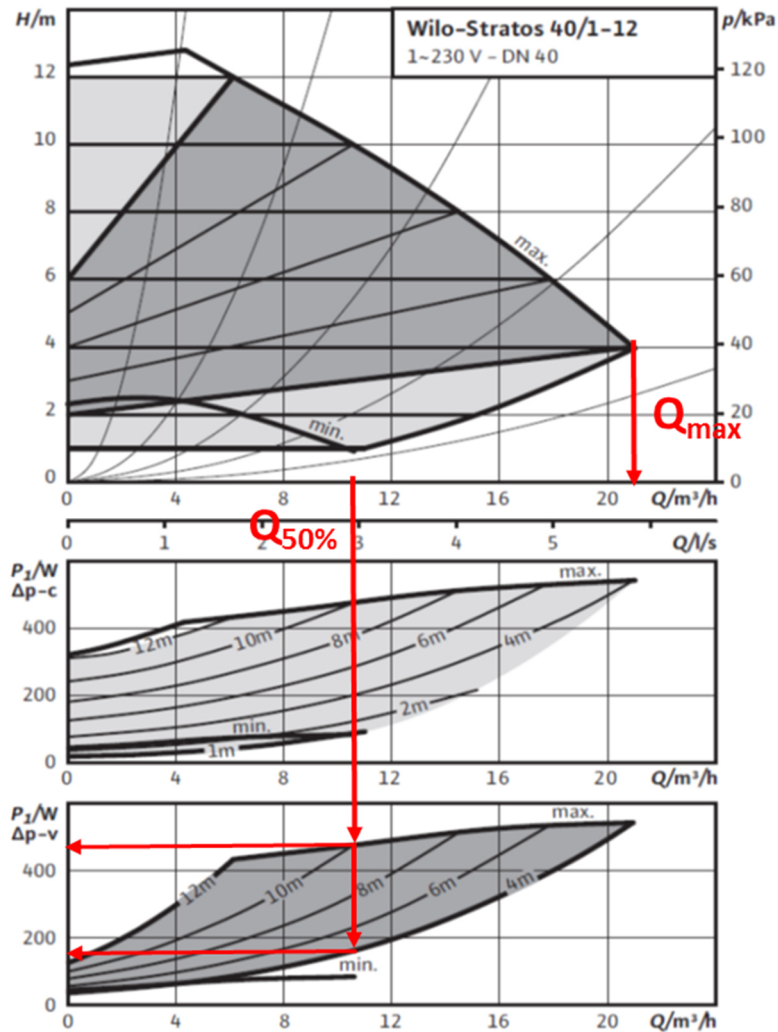 H/m
Wilo-Stratos 40/1-12
1~230 V – DN 40
p/kPa
12
10
8
6
4
2
0
120
100
80
60
40
20
0
max.
min.
Qmax
0 4 8 12 16 20 Q/m³/h
Q50%
0 1 2 3 4 5 Q/l/s
P₁/W
Δp-c
400
200
0
max.
12m 10m 8m 6m 4m
2m
min.
1m
0 4 8 12 16 20 Q/m³/h
P₁/W
Δp-v
400
200
0
max.
12m 10m 8m 6m 4m
min.
0 4 8 12 16 20 Q/m³/h